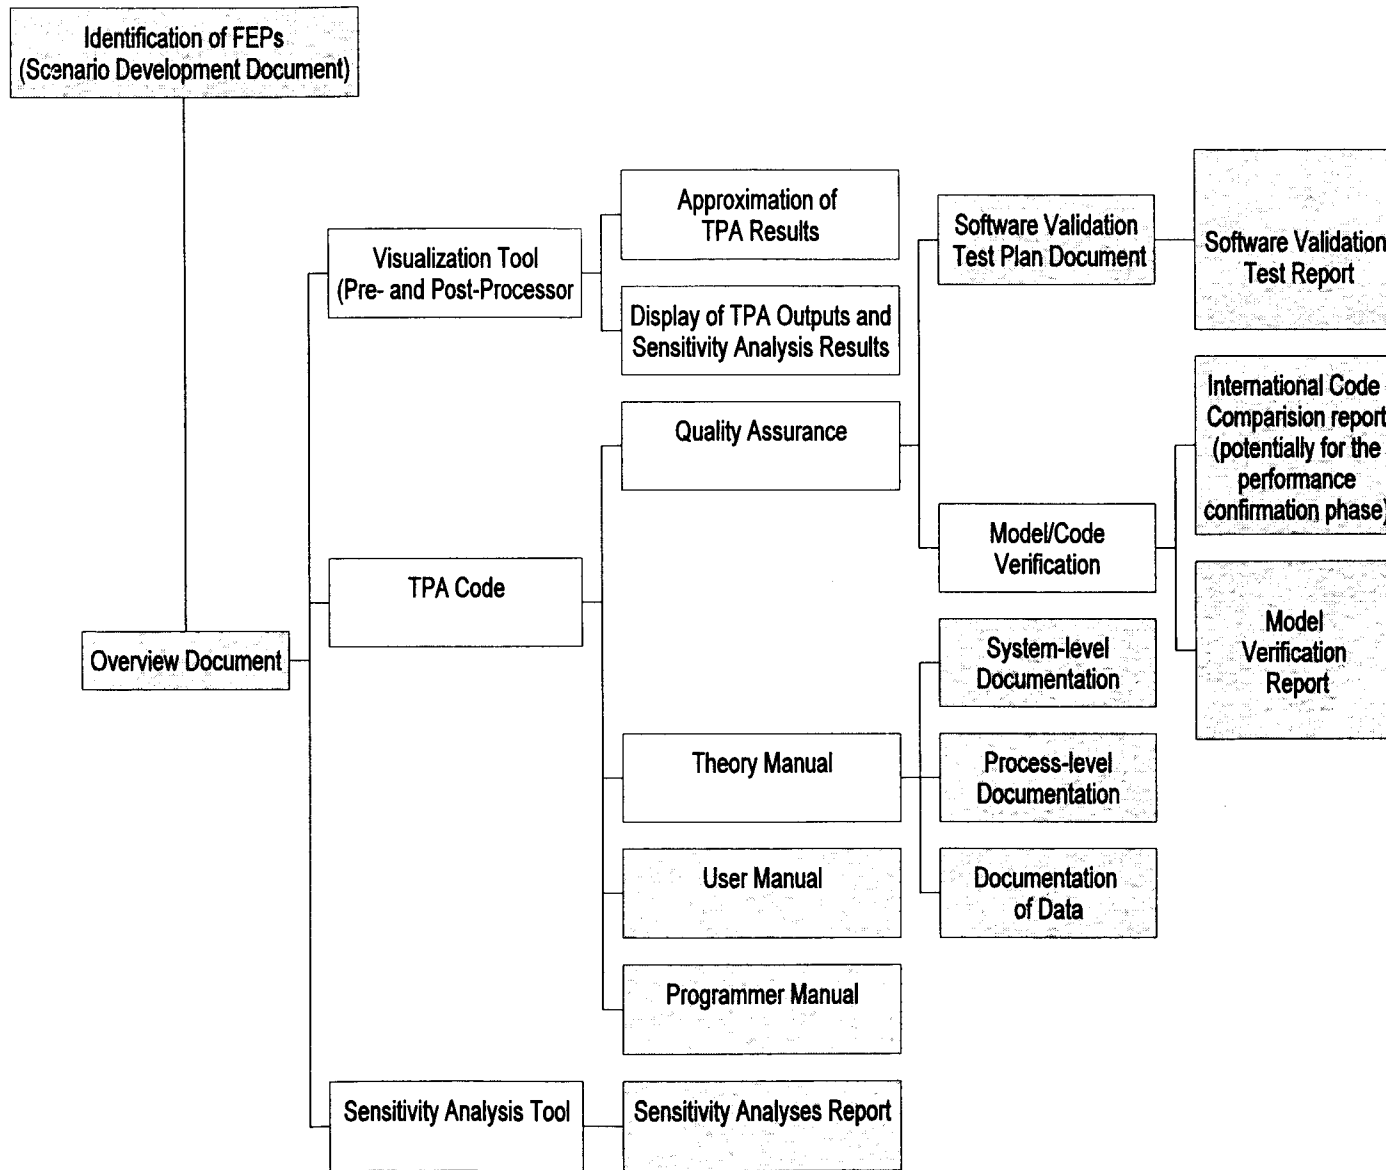 Identification of FEPs
(Scenario Development Document)
Approximation of
TPA Results
Visualization Tool
(Pre- and Post-Processor
Display of TPA Outputs and
Sensitivity Analysis Results
Software Validation
Test Plan Document
Software Validation
Test Report
Quality Assurance
International Code
Comparision report
(potentially for the
performance
confirmation phase)
Model/Code
Verification
TPA Code
Model
Verification
Report
Overview Document
System-level
Documentation
Theory Manual
Process-level
Documentation
User Manual
Documentation
of Data
Programmer Manual
Sensitivity Analysis Tool
Sensitivity Analyses Report